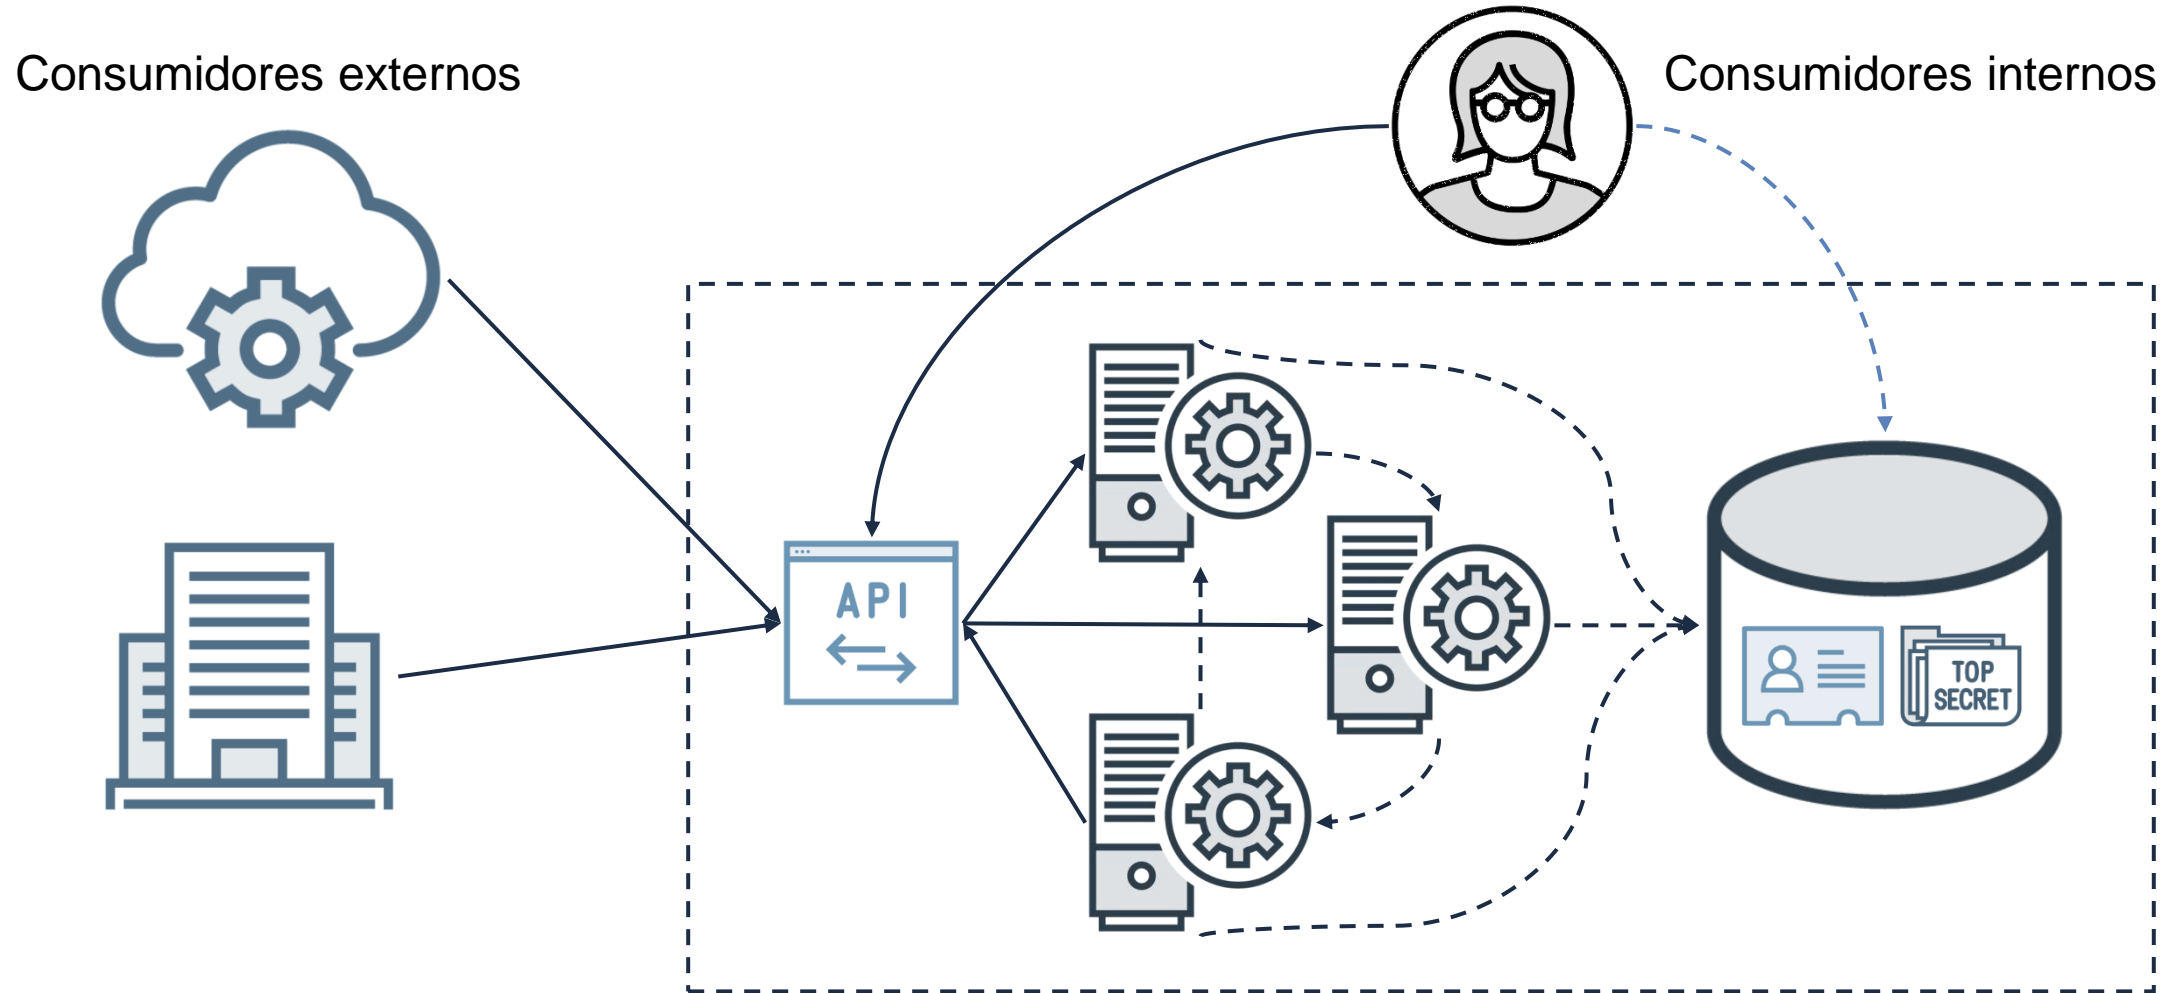 Consumidores externos
Consumidores internos
API
TOP
SECRET